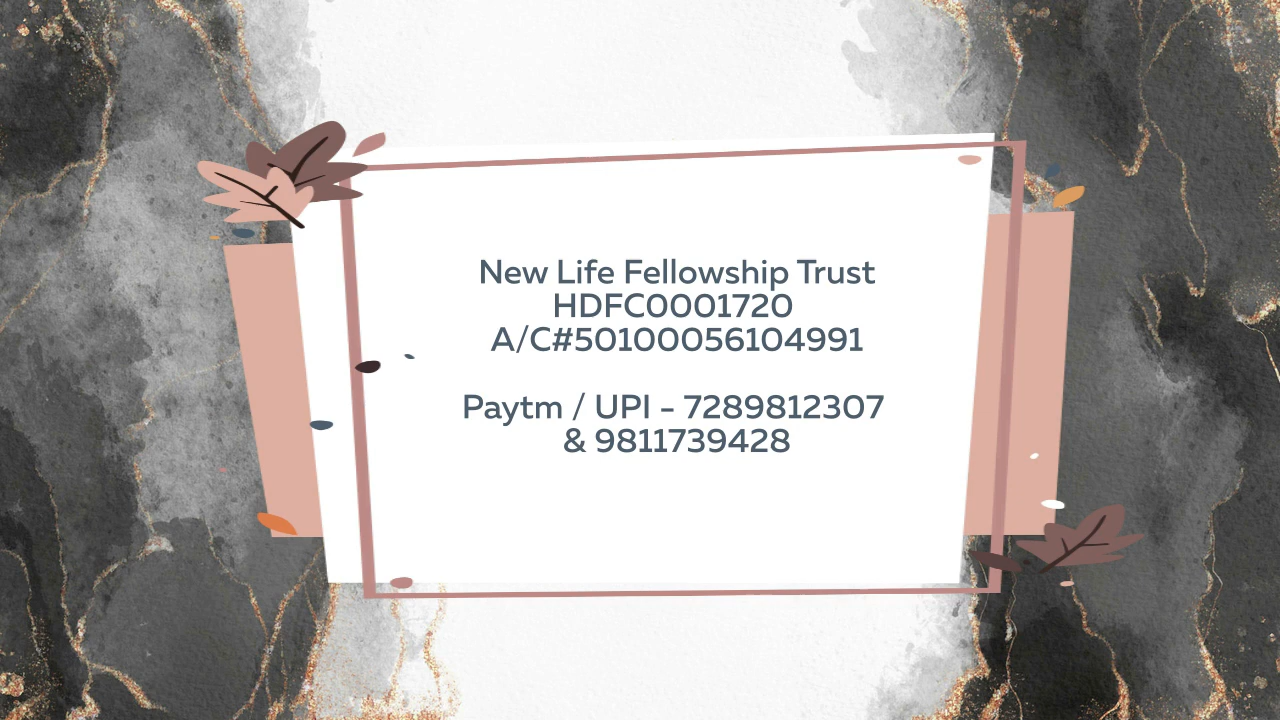 New Life Fellowship Trust
HDFC0001720
A/C#50100056104991
Paytm / UPI - 7289812307
& 9811739428